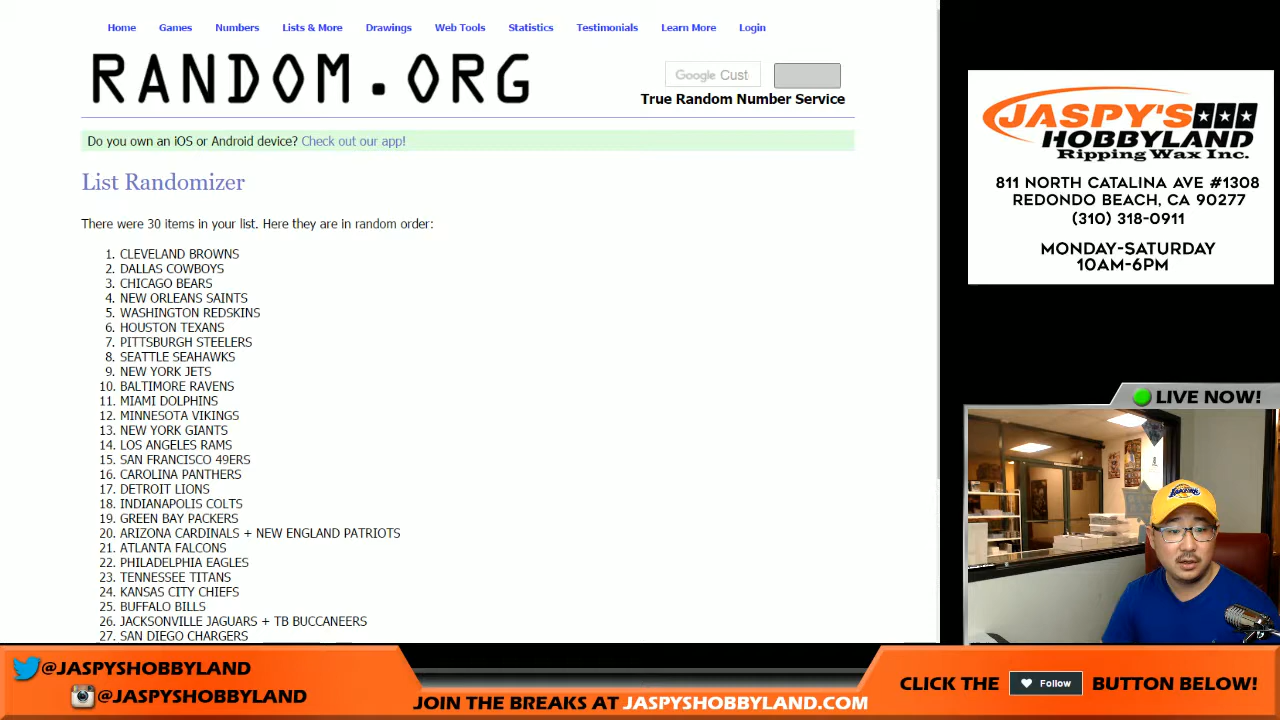 Home Games Numbers Lists & More Drawings Web Tools Statistics Testimonials Learn More Login
RANDOM.ORG
Google Cust
True Random Number Service
Do you own an iOS or Android device? Check out our app!
List Randomizer
There were 30 items in your list. Here they are in random order:
1. CLEVELAND BROWNS
2. DALLAS COWBOYS
3. CHICAGO BEARS
4. NEW ORLEANS SAINTS
5. WASHINGTON REDSKINS
6. HOUSTON TEXANS
7. PITTSBURGH STEELERS
8. SEATTLE SEAHAWKS
9. NEW YORK JETS
10. BALTIMORE RAVENS
11. MIAMI DOLPHINS
12. MINNESOTA VIKINGS
13. NEW YORK GIANTS
14. LOS ANGELES RAMS
15. SAN FRANCISCO 49ERS
16. CAROLINA PANTHERS
17. DETROIT LIONS
18. INDIANAPOLIS COLTS
19. GREEN BAY PACKERS
20. ARIZONA CARDINALS + NEW ENGLAND PATRIOTS
21. ATLANTA FALCONS
22. PHILADELPHIA EAGLES
23. TENNESSEE TITANS
24. KANSAS CITY CHIEFS
25. BUFFALO BILLS
26. JACKSONVILLE JAGUARS + TB BUCCANEERS
27. SAN DIEGO CHARGERS
JASPY'S
HOBBYLAND
Ripping Wax Inc.
811 NORTH CATALINA AVE #1308
REDONDO BEACH, CA 90277
(310) 318-0911
MONDAY-SATURDAY
10AM-6PM
LIVE NOW!
LAKERS
@JASPYSHOBBYLAND
@JASPYSHOBBYLAND
JOIN THE BREAKS AT JASPYSHOBBYLAND.COM
CLICK THE Follow BUTTON BELOW!